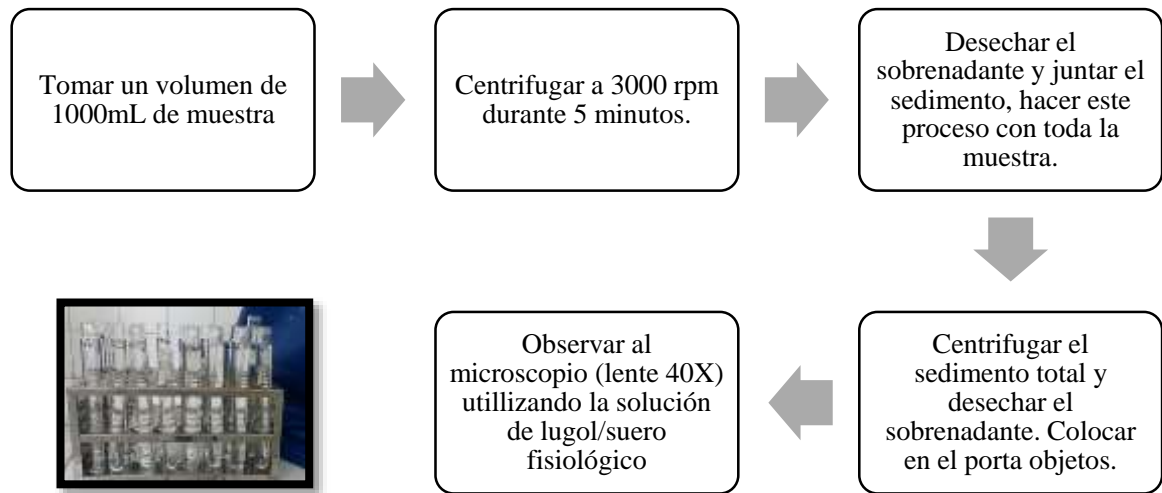 Tomar un volumen de
1000mL de muestra
Centrifugar a 3000 rpm
durante 5 minutos.
Desechar el
sobrenadante y juntar el
sedimento, hacer este
proceso con toda la
muestra.
Centrifugar el
sedimento total y
desechar el
sobrenadante. Colocar
en el porta objetos.
Observar al
microscopio (lente 40X)
utillizando la solución
de lugol/suero
fisiológico